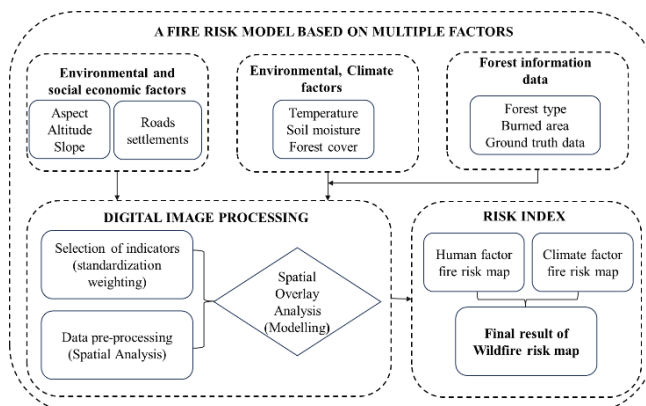 A FIRE RISK MODEL BASED ON MULTIPLE FACTORS
Environmental and
social economic factors
Aspect
Altitude
Slope
Roads
settlements
Environmental, Climate
factors
Temperature
Soil moisture
Forest cover
Forest information
data
Forest type
Burned area
Ground truth data
DIGITAL IMAGE PROCESSING
Selection of indicators
(standardization
weighting)
Data pre-processing
(Spatial Analysis)
Spatial
Overlay
Analysis
(Modelling)
RISK INDEX
Human factor
fire risk map
Climate factor
fire risk map
Final result of
Wildfire risk map